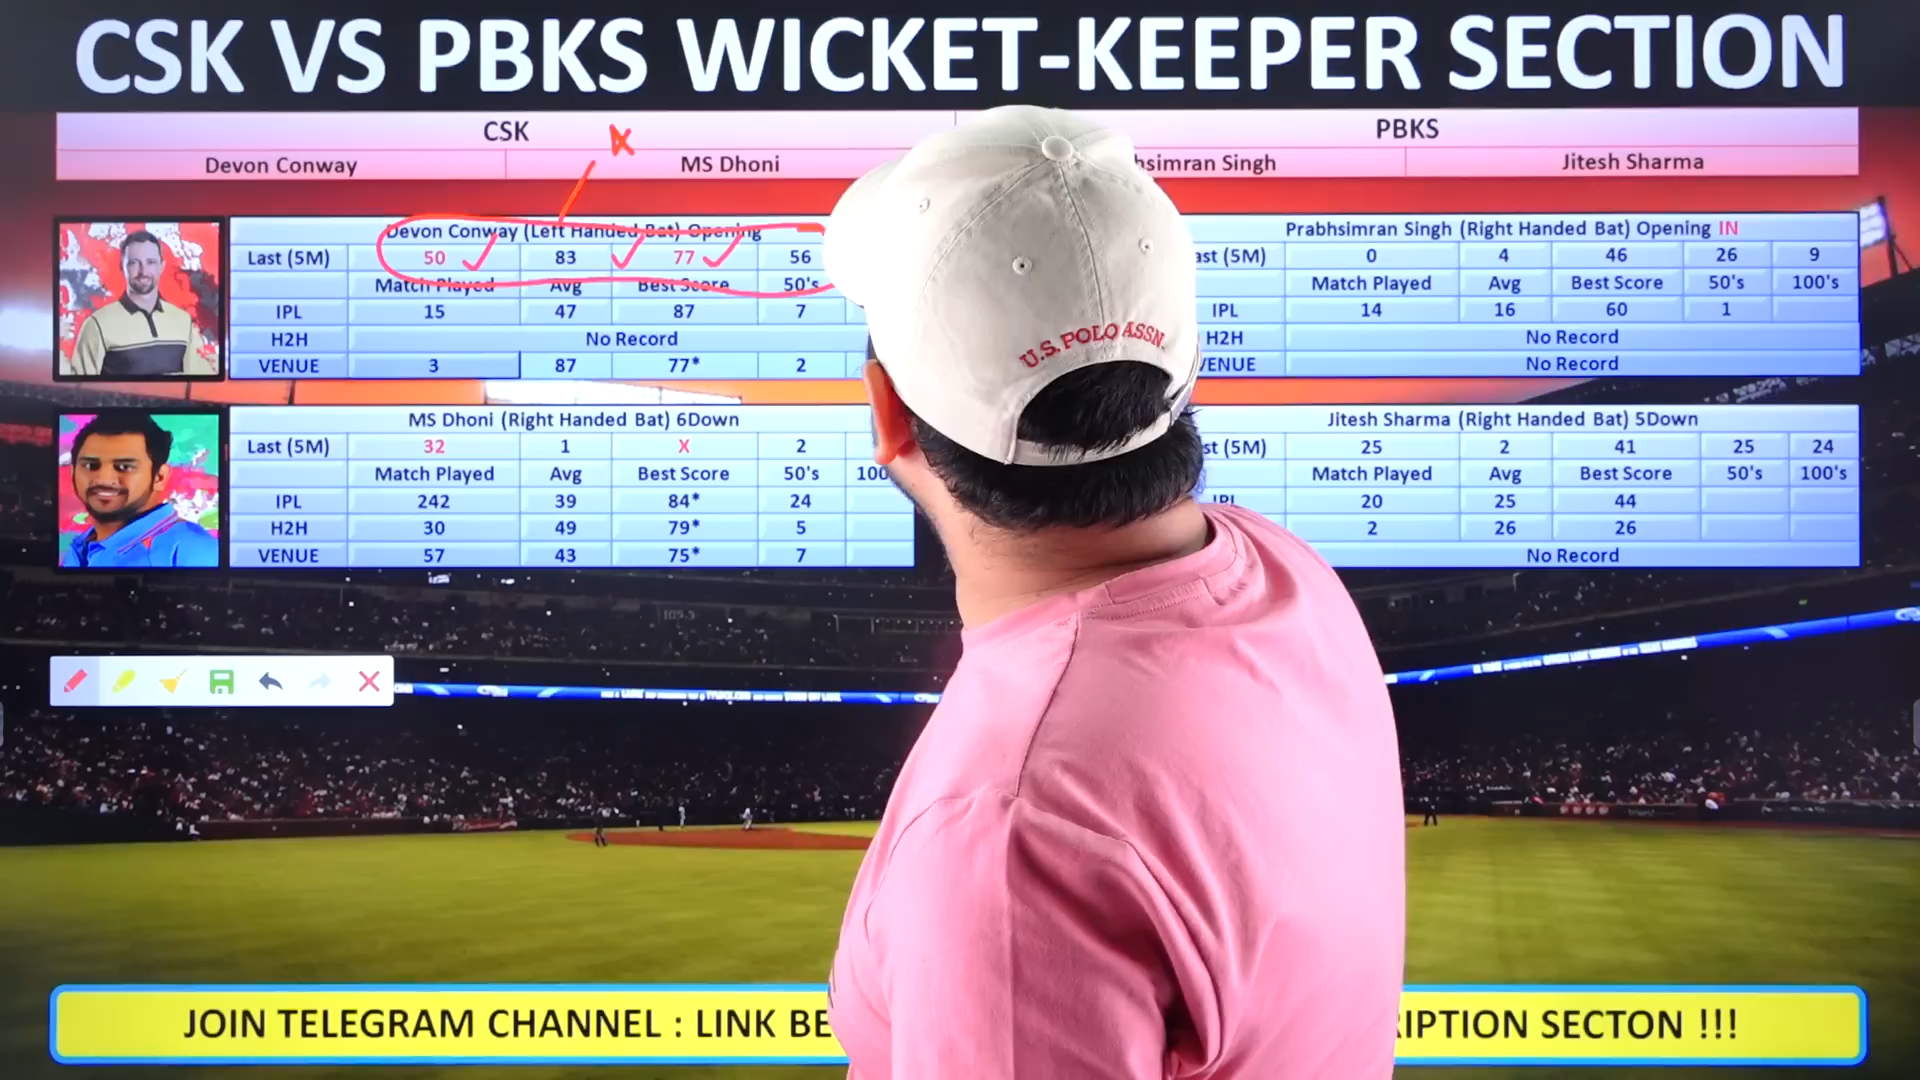 CSK VS PBKS WICKET-KEEPER SECTION
CSK PBKS
Devon Conway MS Dhoni Singh Jitesh Sharma
Devon Conway (Left Handed Bat) Opening
Last (5M) 50 83 77 56
Match Played Avg Best Score 50's
IPL 15 47 87 7
H2H No Record
VENUE 3 87 77* 2
Prabhsimran Singh (Right Handed Bat) Opening IN
(5M) 0 4 46 26 9
Match Played Avg Best Score 50's 100's
IPL 14 16 60 1
H2H No Record
VENUE No Record
MS Dhoni (Right Handed Bat) 6Down
Last (5M) 32 1 X 2
Match Played Avg Best Score 50's
IPL 242 39 84* 24
H2H 30 49 79* 5
VENUE 57 43 75* 7
Jitesh Sharma (Right Handed Bat) 5Down
(5M) 25 2 41 25 24
Match Played Avg Best Score 50's 100's
IPL 20 25 44
2 26 26
No Record
U.S. POLO ASSN.
JOIN TELEGRAM CHANNEL : LINK SECTON !!!